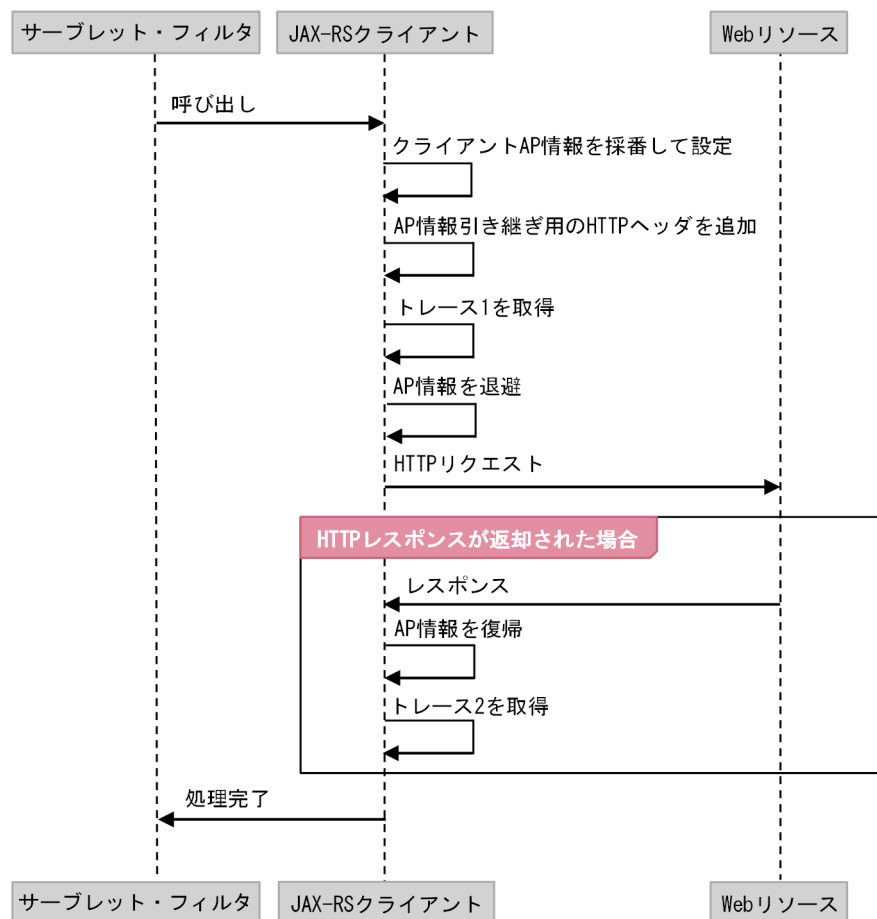 サーブレット・フィルタ
JAX-RSクライアント
Webリソース
呼び出し
クライアントAP情報を採番して設定
AP情報引き継ぎ用のHTTPヘッダを追加
トレース1を取得
AP情報を退避
HTTPリクエスト
HTTPレスポンスが返却された場合
レスポンス
AP情報を復帰
トレース2を取得
処理完了
サーブレット・フィルタ
JAX-RSクライアント
Webリソース